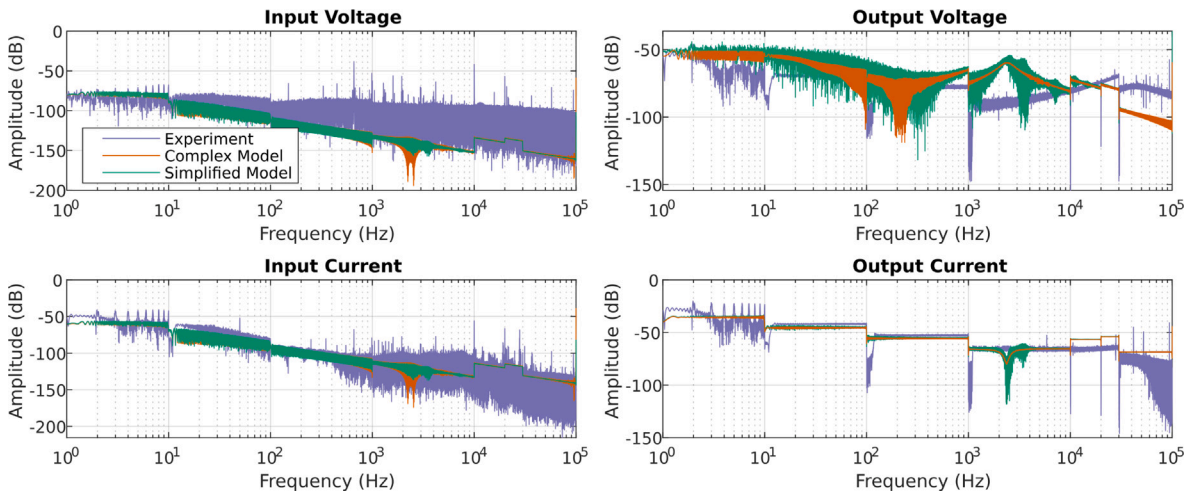 Input Voltage
Amplitude (dB)
0
-50
-100
-150
-200
Experiment
Complex Model
Simplified Model
10^0 10^1 10^2 10^3 10^4 10^5
Frequency (Hz)
Output Voltage
Amplitude (dB)
-50
-100
-150
10^0 10^1 10^2 10^3 10^4 10^5
Frequency (Hz)
Input Current
Amplitude (dB)
0
-50
-100
-150
-200
10^0 10^1 10^2 10^3 10^4 10^5
Frequency (Hz)
Output Current
Amplitude (dB)
0
-50
-100
-150
10^0 10^1 10^2 10^3 10^4 10^5
Frequency (Hz)